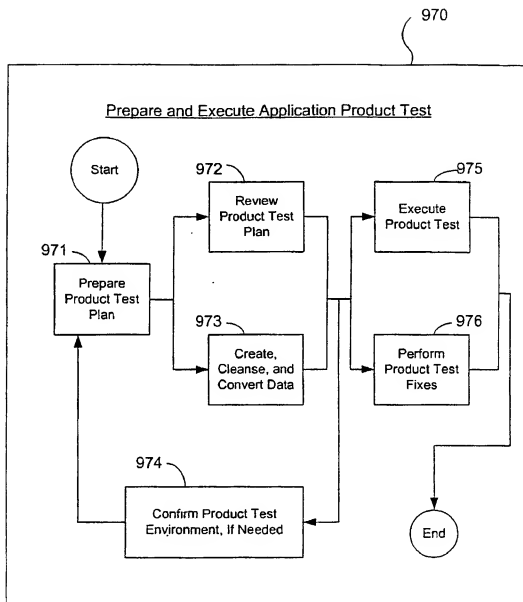 970
Prepare and Execute Application Product Test
Start
972
Review
Product Test
Plan
975
Execute
Product Test
971
Prepare
Product Test
Plan
973
Create,
Cleanse, and
Convert Data
976
Perform
Product Test
Fixes
974
Confirm Product Test
Environment, If Needed
End